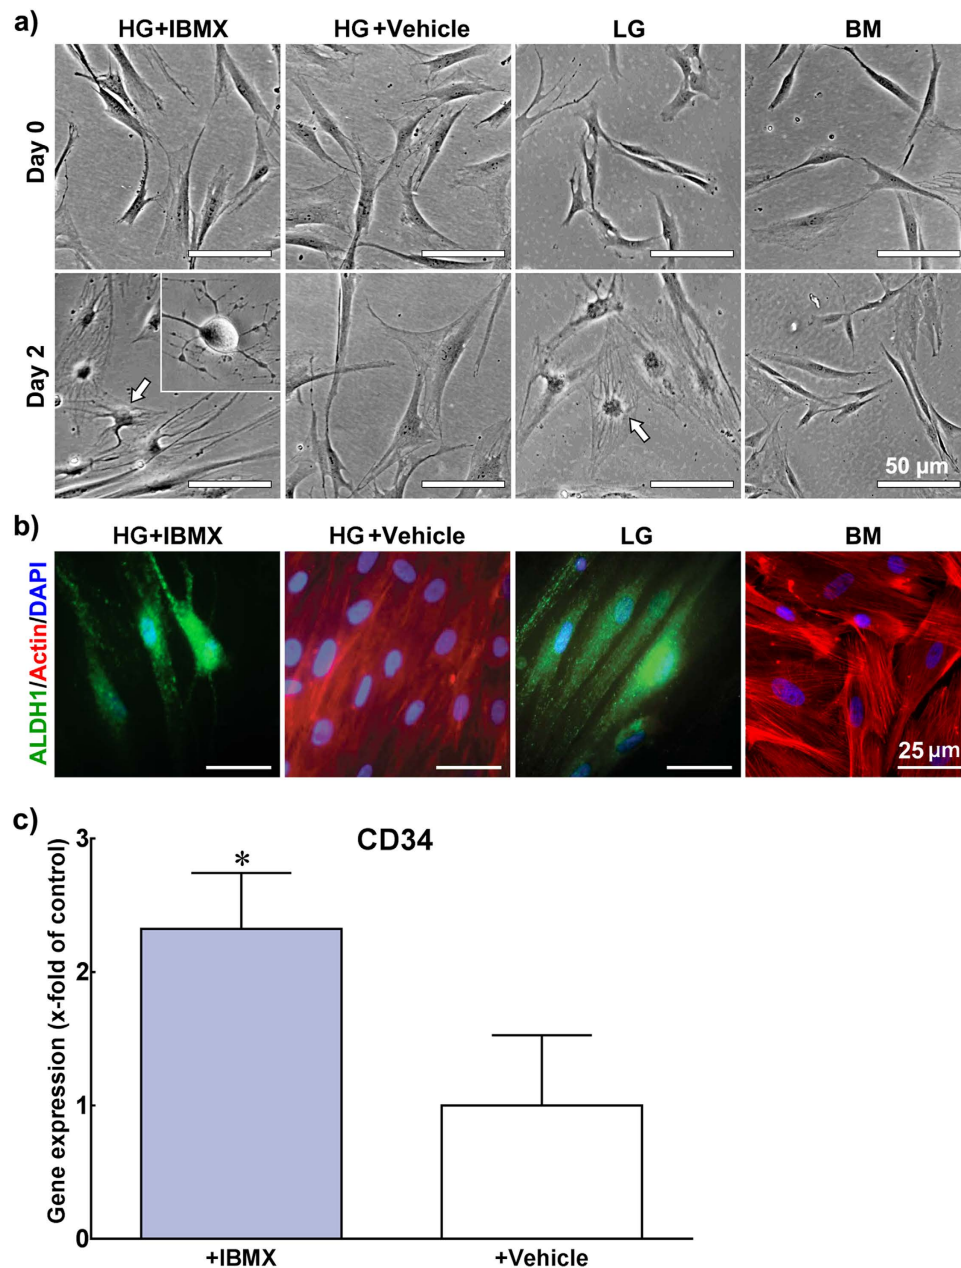 a)
HG+IBMX
HG+Vehicle
LG
BM
Day 0
Day 2
50 µm
b)
HG+IBMX
HG+Vehicle
LG
BM
ALDH1/Actin/DAPI
25 µm
c)
CD34
Gene expression (x-fold of control)
3
2
1
0
*
+IBMX
+Vehicle